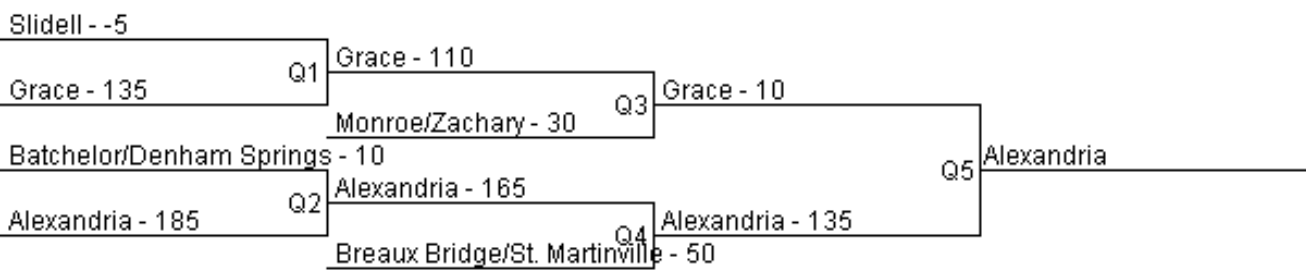 Slidell - -5
Q1
Grace - 135
Grace - 110
Q3
Monroe/Zachary - 30
Grace - 10
Batchelor/Denham Springs - 10
Q2
Alexandria - 185
Alexandria - 165
Q4
Breaux Bridge/St. Martinville - 50
Alexandria - 135
Q5
Alexandria